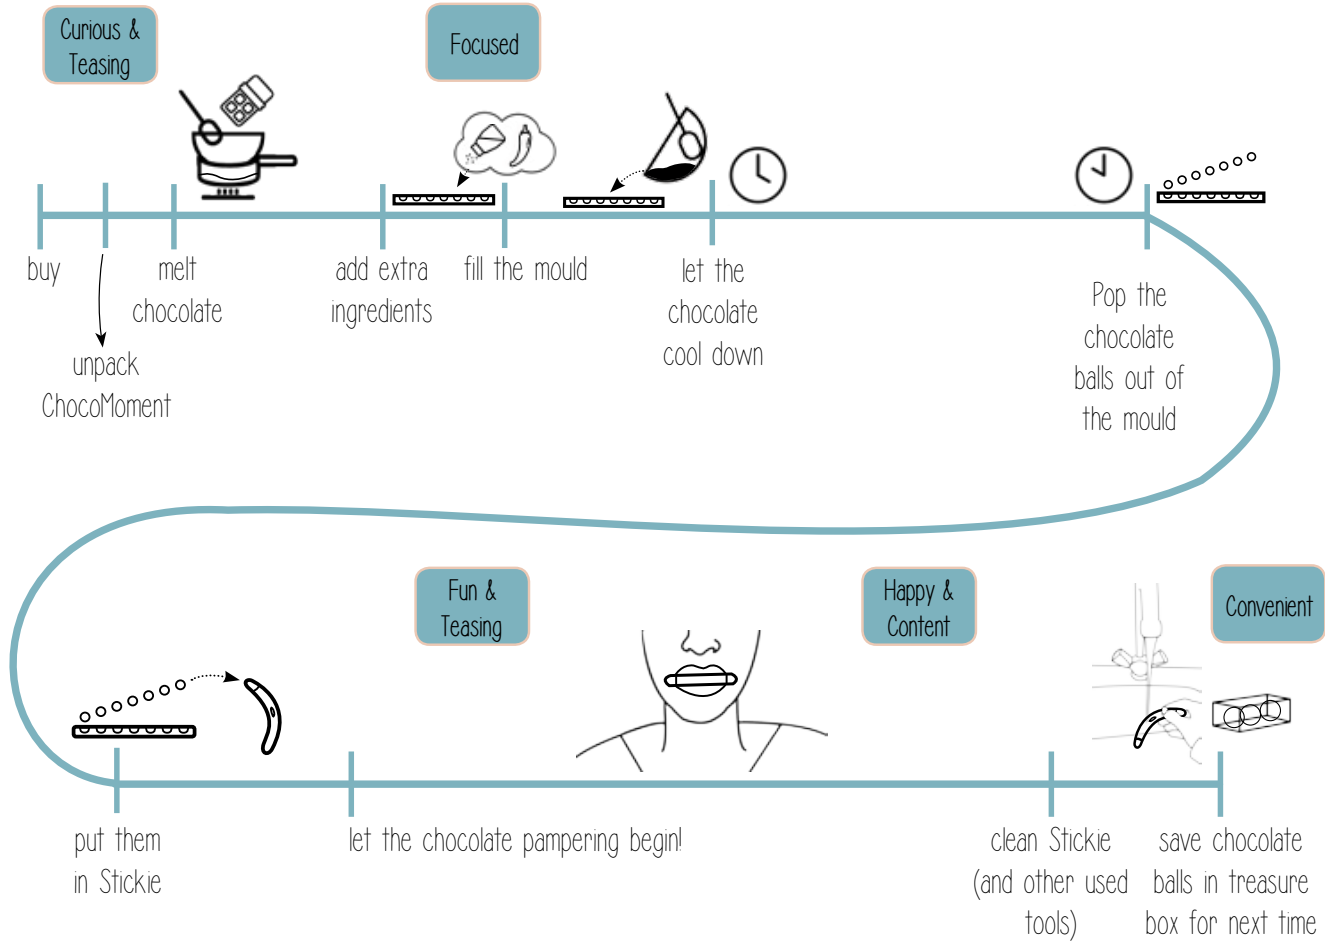 Curious &
Teasing
Focused
buy
unpack
ChocoMoment
melt
chocolate
add extra
ingredients
fill the mould
let the
chocolate
cool down
Pop the
chocolate
balls out of
the mould
Fun &
Teasing
Happy &
Content
Convenient
put them
in Stickie
let the chocolate pampering begin!
clean Stickie
(and other used
tools)
save chocolate
balls in treasure
box for next time